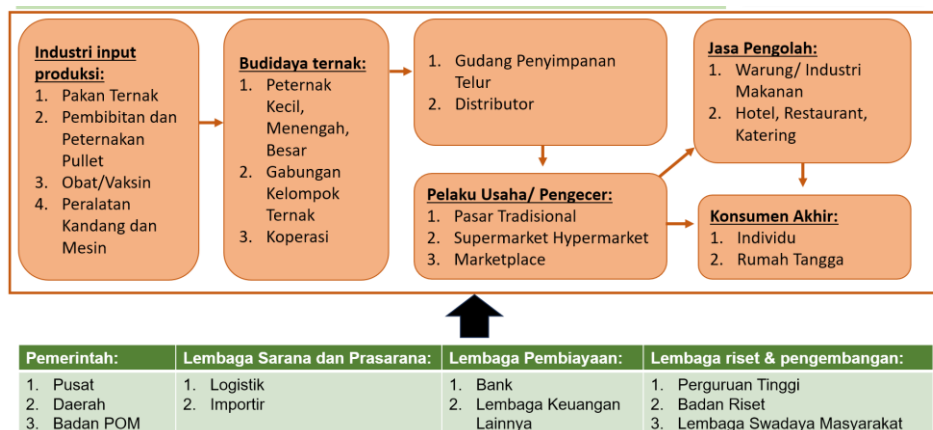 Industri input
produksi:
1. Pakan Ternak
2. Pembibitan dan
Peternakan
Pullet
3. Obat/Vaksin
4. Peralatan
Kandang dan
Mesin
Budidaya ternak:
1. Peternak
Kecil,
Menengah,
Besar
2. Gabungan
Kelompok
Ternak
3. Koperasi
1. Gudang Penyimpanan
Telur
2. Distributor
Pelaku Usaha/ Pengecer:
1. Pasar Tradisional
2. Supermarket Hypermarket
3. Marketplace
Jasa Pengolah:
1. Warung/ Industri
Makanan
2. Hotel, Restaurant,
Katering
Konsumen Akhir:
1. Individu
2. Rumah Tangga
Pemerintah:
1. Pusat
2. Daerah
3. Badan POM
Lembaga Sarana dan Prasarana:
1. Logistik
2. Importir
Lembaga Pembiayaan:
1. Bank
2. Lembaga Keuangan
Lainnya
Lembaga riset & pengembangan:
1. Perguruan Tinggi
2. Badan Riset
3. Lembaga Swadaya Masyarakat